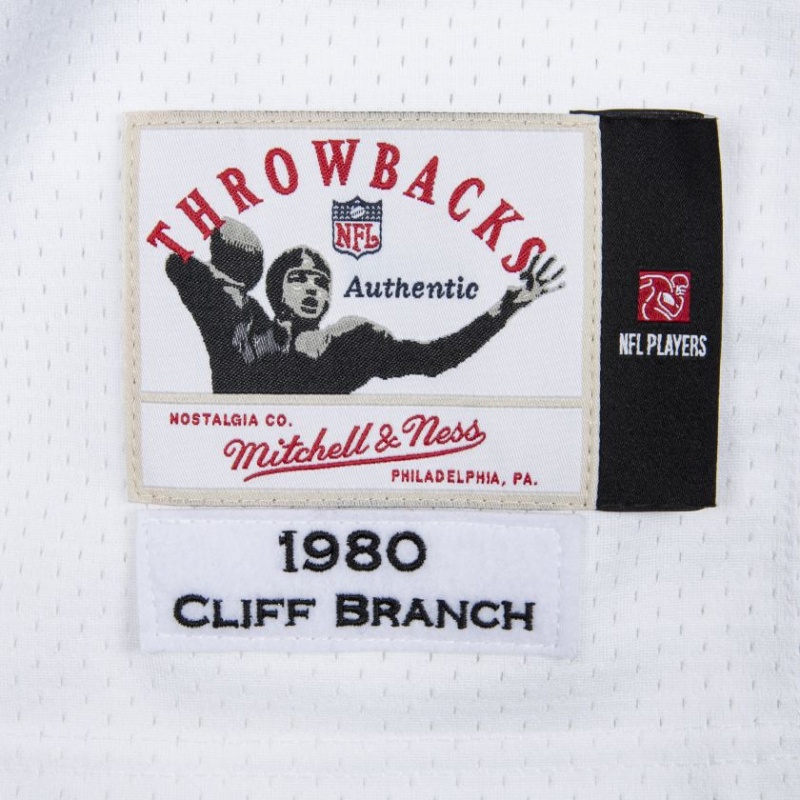 THROWBACKS
NFL
Authentic
NFL PLAYERS
NOSTALGIA CO.
Mitchell & Ness
PHILADELPHIA, PA.
1980
CLIFF BRANCH